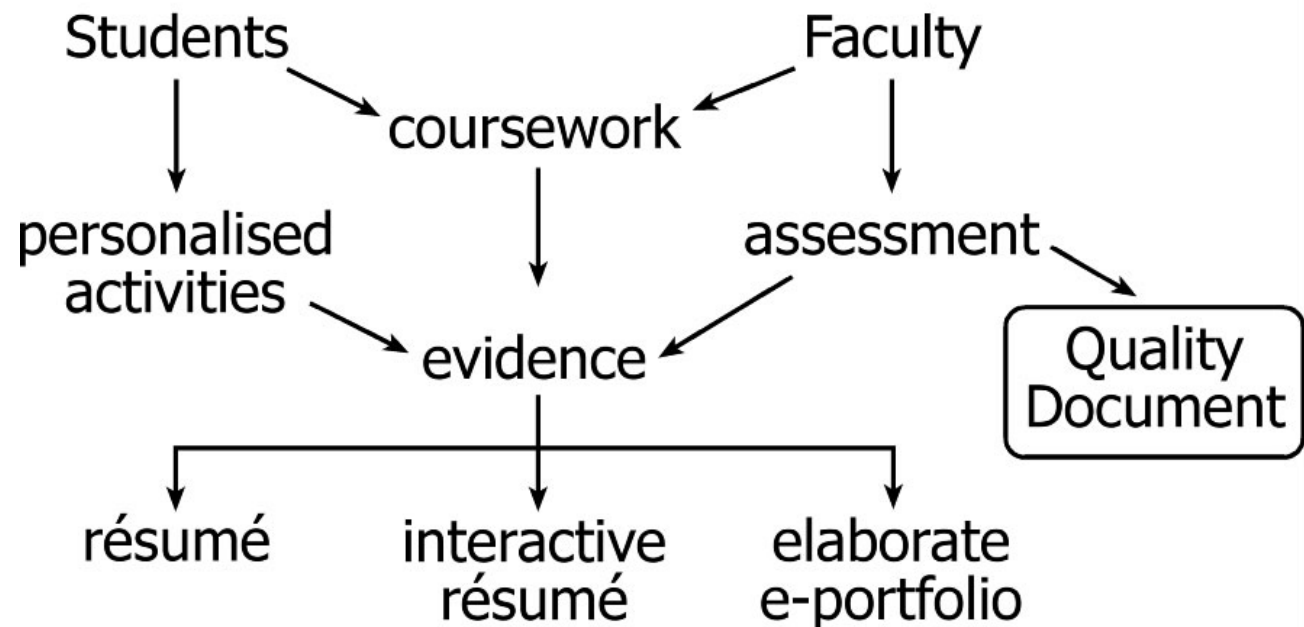 Students
Faculty
coursework
personalised
activities
assessment
evidence
Quality
Document
résumé
interactive
résumé
elaborate
e-portfolio